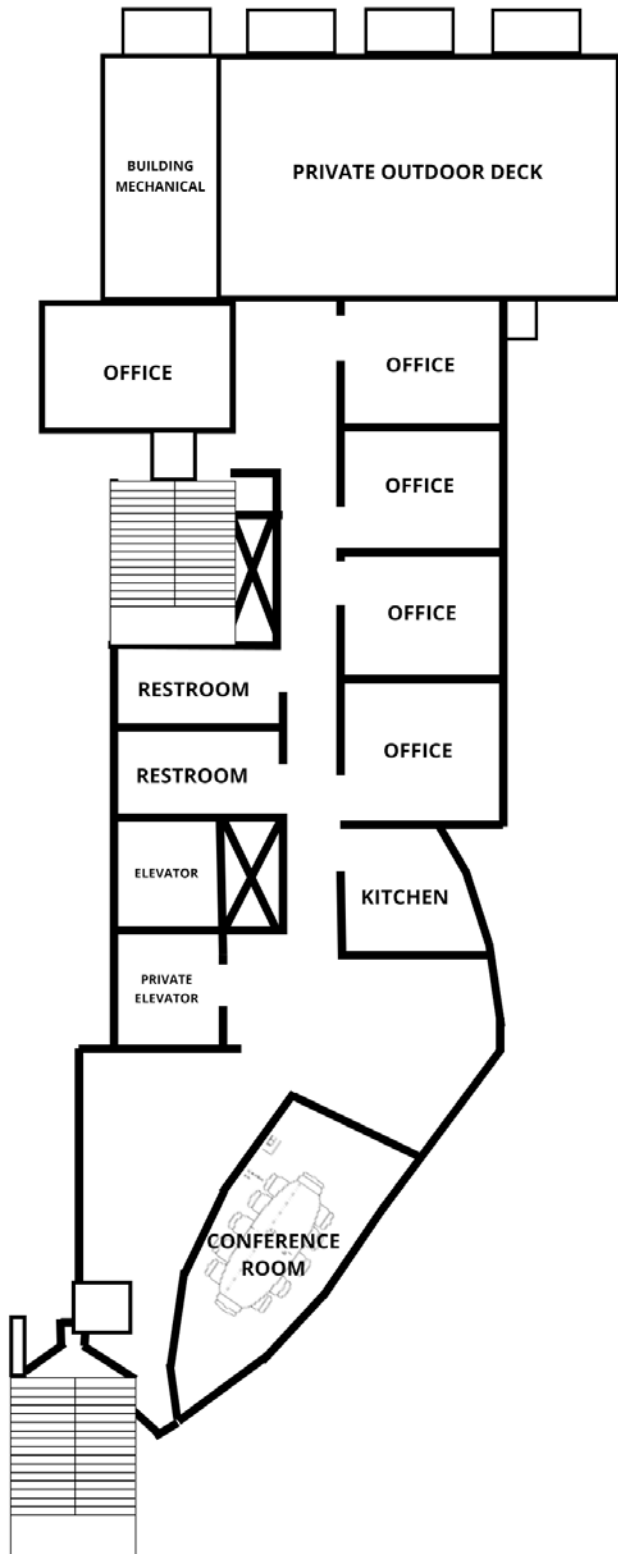 BUILDING
MECHANICAL
PRIVATE OUTDOOR DECK
OFFICE
OFFICE
OFFICE
OFFICE
RESTROOM
OFFICE
RESTROOM
ELEVATOR
KITCHEN
PRIVATE
ELEVATOR
CONFERENCE
ROOM